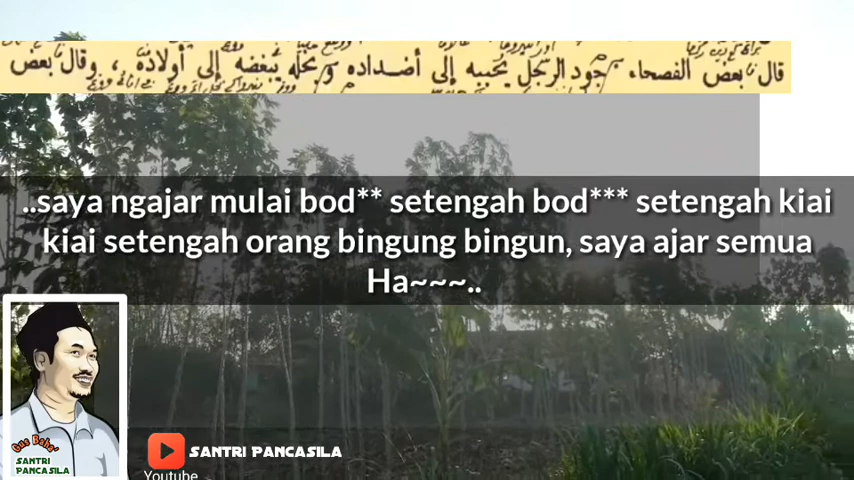 قال بعض الفصحاء جود الرجل يحببه إلى أضداده وبخله يبغضه إلى أولاده ، وقال بعض
..saya ngajar mulai bod** setengah bod*** setengah kiai
kiai setengah orang bingung bingun, saya ajar semua
Ha~~~..
Gus Baha-
SANTRI
PANCASILA
SANTRI PANCASILA
Youtube